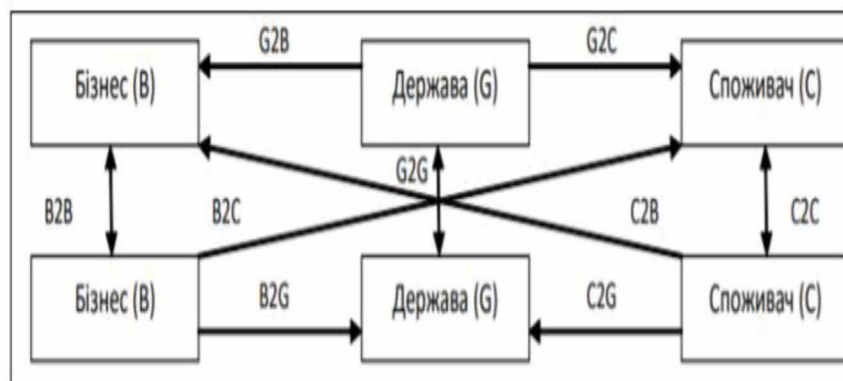 G2B
G2C
Бізнес (B)
Держава (G)
Споживач (C)
G2G
B2B
B2C
C2B
C2C
Бізнес (B)
B2G
Держава (G)
C2G
Споживач (C)